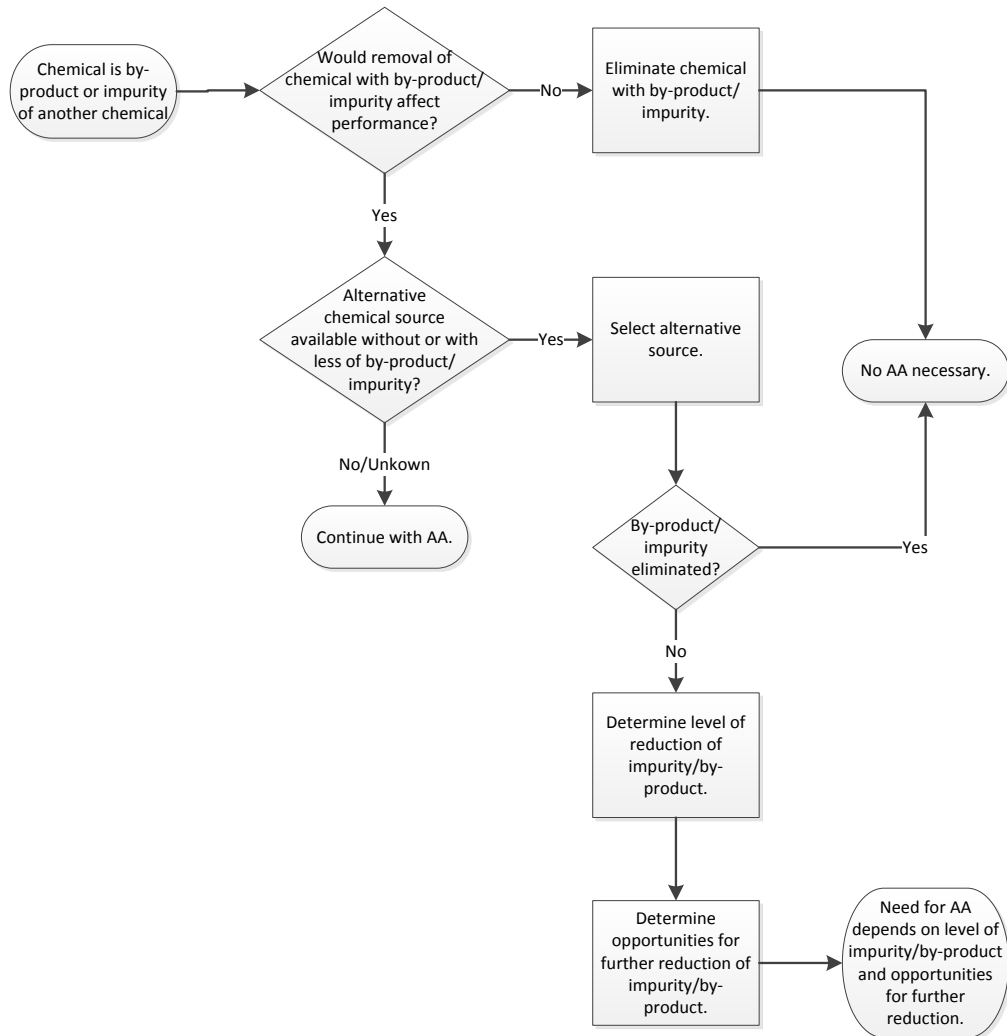 Chemical is by-
product or impurity
of another chemical
Would removal of
chemical with by-product/
impurity affect
performance?
No
Eliminate chemical
with by-product/
impurity.
Yes
Alternative
chemical source
available without or with
less of by-product/
impurity?
Yes
Select alternative
source.
No AA necessary.
No/Unkown
Continue with AA.
By-product/
impurity
eliminated?
Yes
No
Determine level of
reduction of
impurity/by-
product.
Determine
opportunities for
further reduction of
impurity/by-
product.
Need for AA
depends on level of
impurity/by-product
and opportunities
for further
reduction.